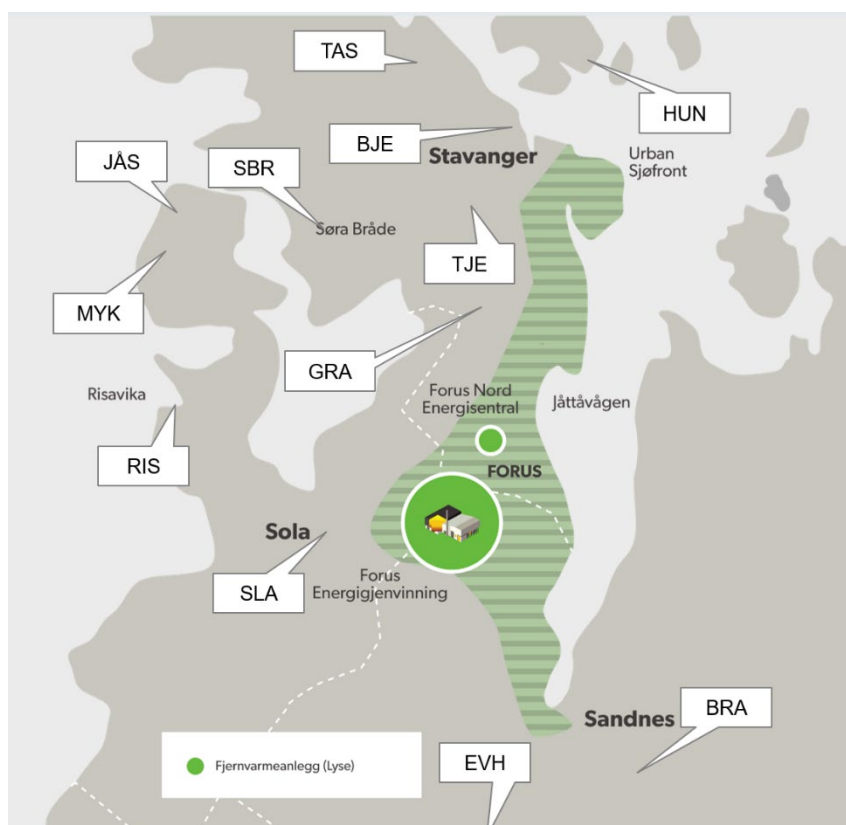 TAS
HUN
BJE
Stavanger
Urban
Sjøfront
JÅS
SBR
Søra Bråde
TJE
MYK
GRA
Risavika
Forus Nord
Energisentral
Jåttåvågen
RIS
FORUS
Sola
Forus
Energigjenvinning
SLA
Sandnes
BRA
EVH
Fjernvarmeanlegg (Lyse)